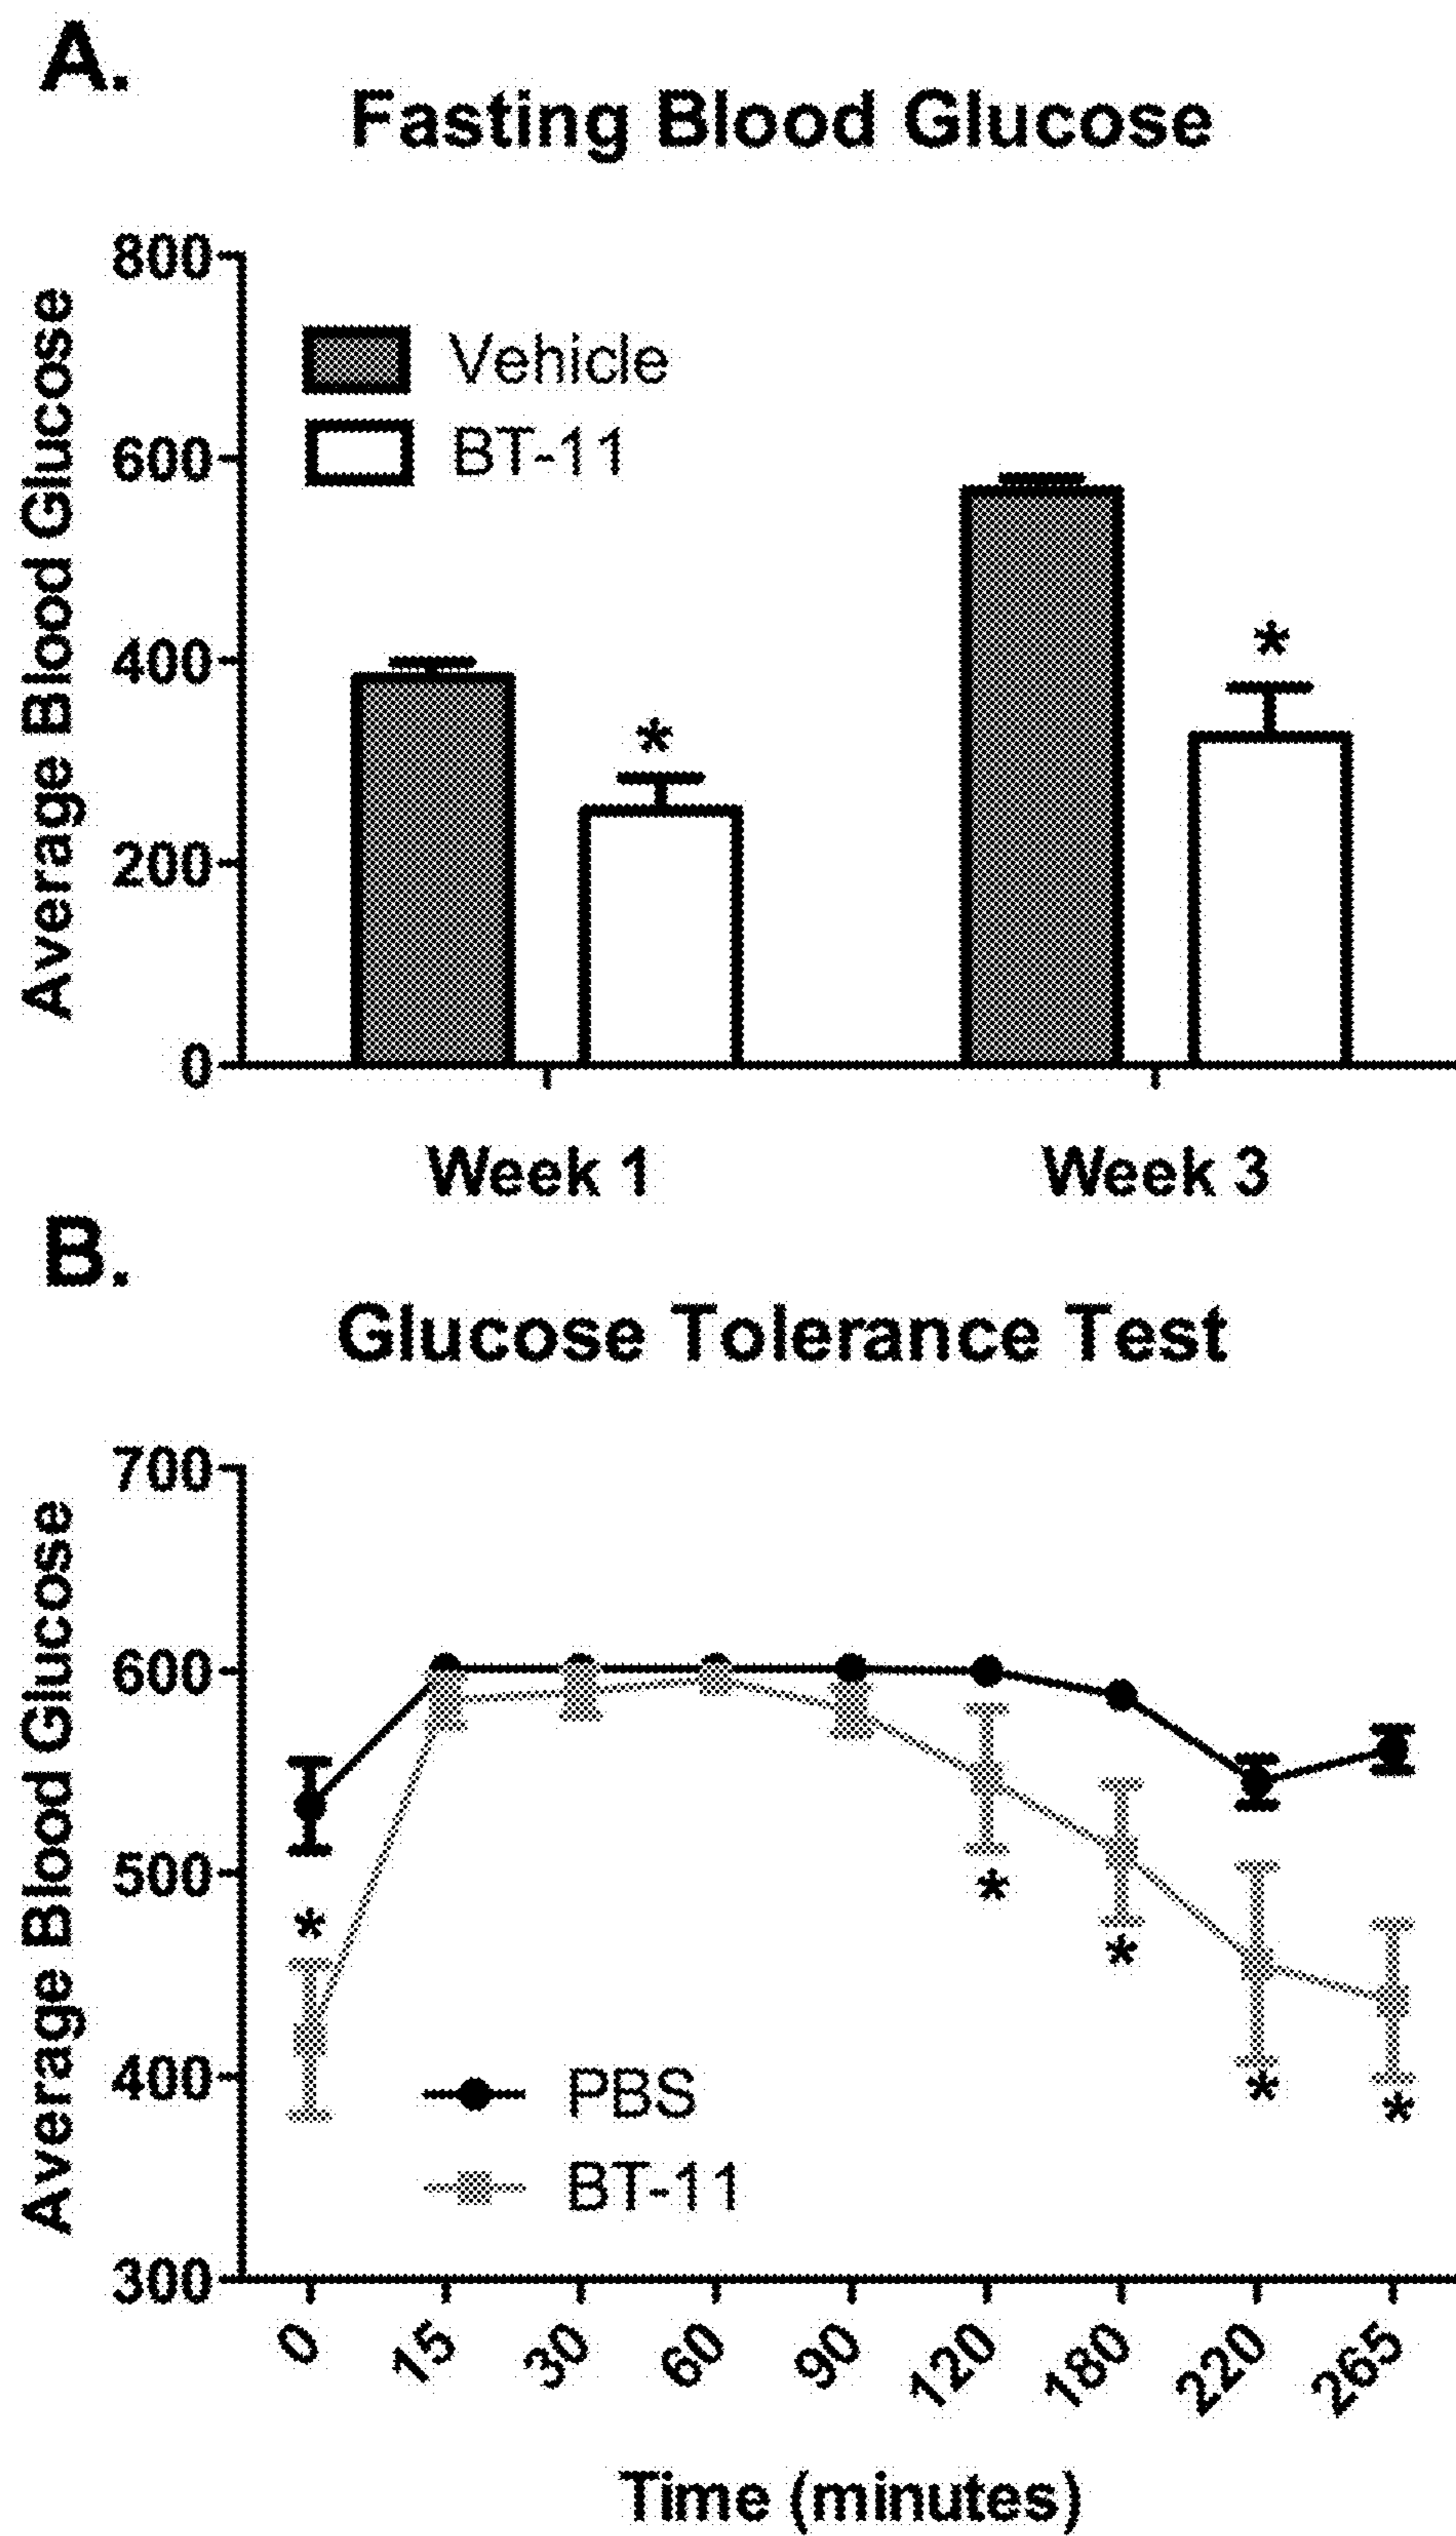 A.
Fasting Blood Glucose
Average Blood Glucose
800
600
400
200
0
Vehicle
BT-11
*
*
Week 1
Week 3
B.
Glucose Tolerance Test
Average Blood Glucose
700
600
500
400
300
*
*
*
*
*
PBS
BT-11
0
15
30
60
90
120
180
220
265
Time (minutes)